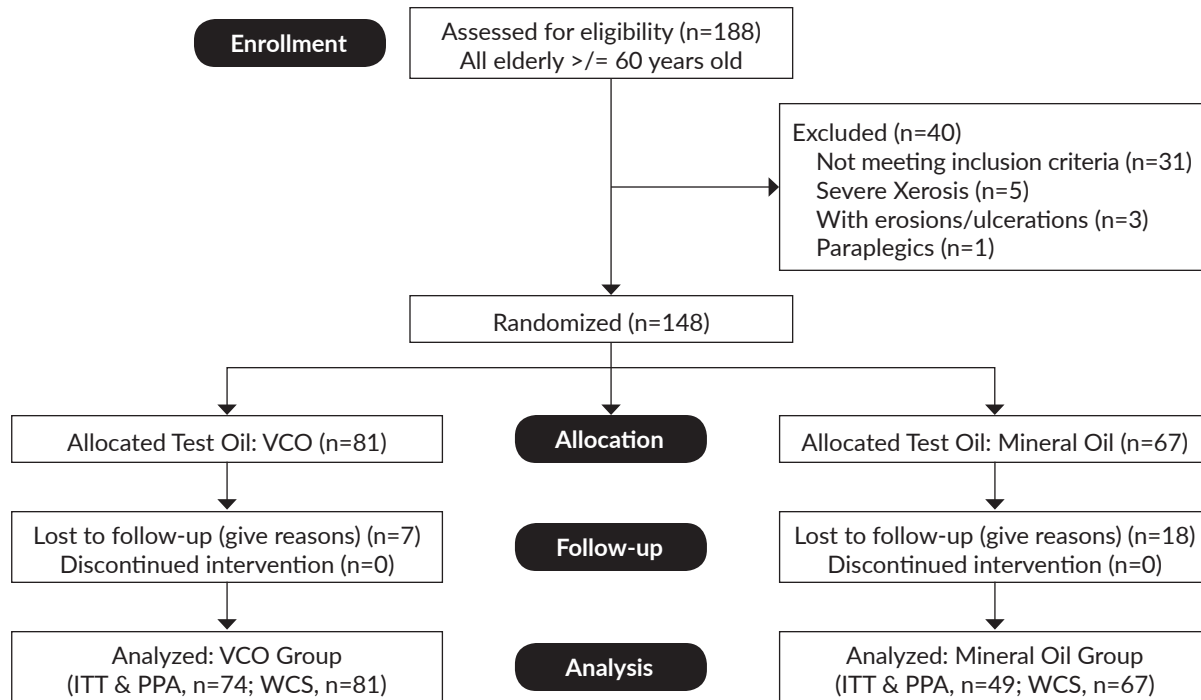 Enrollment
Assessed for eligibility (n=188)
All elderly >/= 60 years old
Excluded (n=40)
Not meeting inclusion criteria (n=31)
Severe Xerosis (n=5)
With erosions/ulcerations (n=3)
Paraplegics (n=1)
Randomized (n=148)
Allocated Test Oil: VCO (n=81)
Allocation
Allocated Test Oil: Mineral Oil (n=67)
Lost to follow-up (give reasons) (n=7)
Discontinued intervention (n=0)
Follow-up
Lost to follow-up (give reasons) (n=18)
Discontinued intervention (n=0)
Analyzed: VCO Group
(ITT & PPA, n=74; WCS, n=81)
Analysis
Analyzed: Mineral Oil Group
(ITT & PPA, n=49; WCS, n=67)